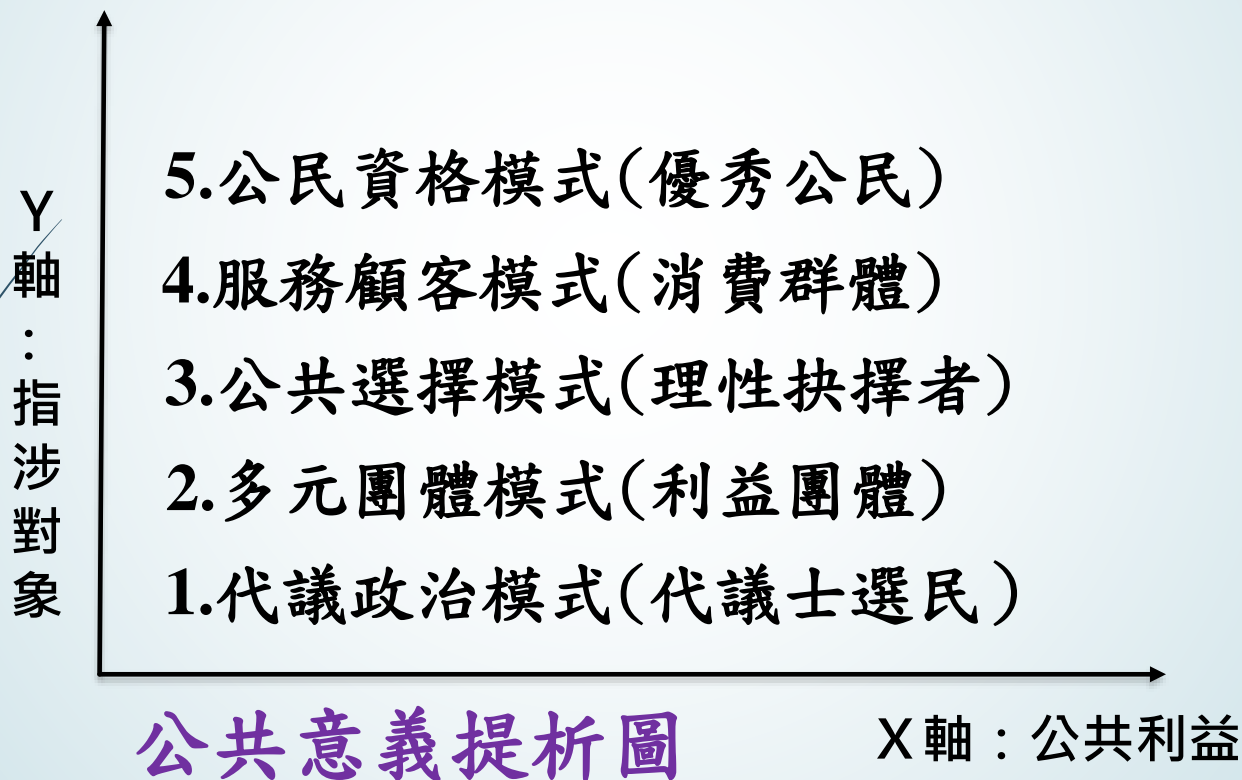 5.公民資格模式(優秀公民)
4.服務顧客模式(消費群體)
3.公共選擇模式(理性抉擇者)
2.多元團體模式(利益團體)
1.代議政治模式(代議士選民)
Y軸：指涉對象
公共意義提析圖
X軸：公共利益